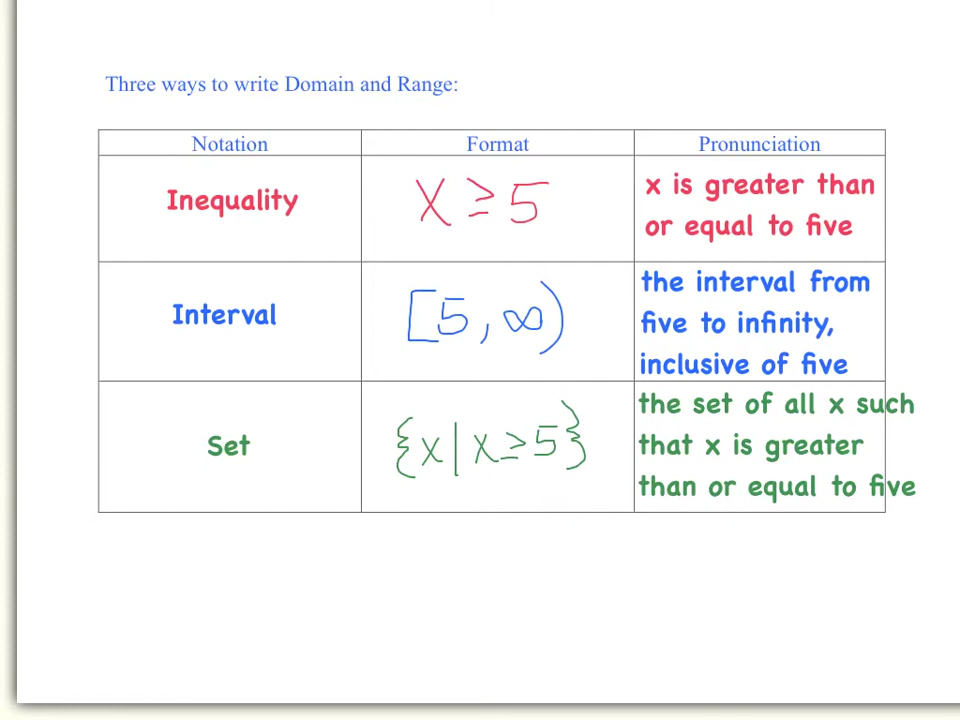 Three ways to write Domain and Range:
Notation Format Pronunciation
Inequality
x ≥ 5
x is greater than
or equal to five
Interval
[5, ∞)
the interval from
five to infinity,
inclusive of five
Set
{x | x ≥ 5}
the set of all x such
that x is greater
than or equal to five